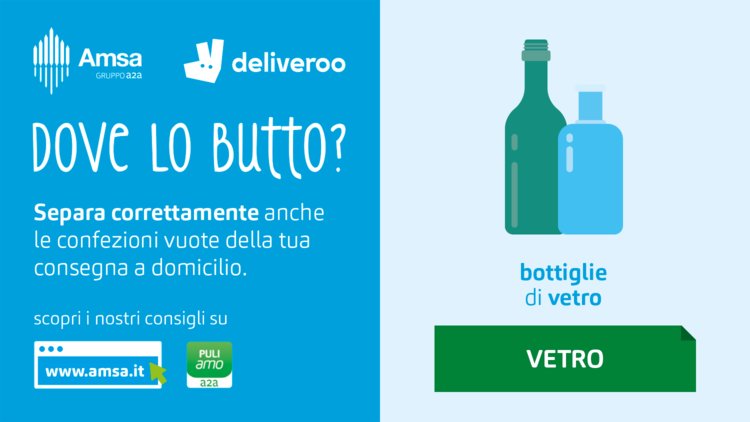 Amsa
GRUPPO a2a
deliveroo
DOVE LO BUTTO?
Separa correttamente anche
le confezioni vuote della tua
consegna a domicilio.
scopri i nostri consigli su
www.amsa.it
PULI
amo
a2a
bottiglie
di vetro
VETRO